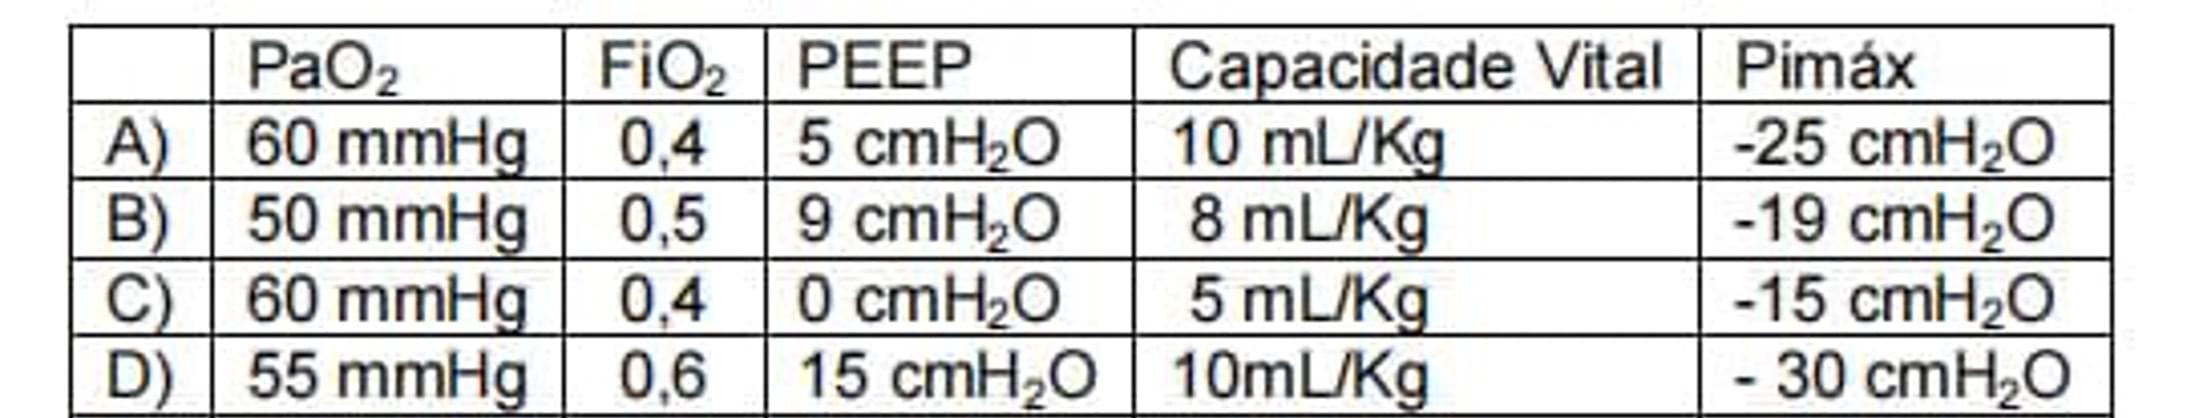 PaO₂ FiO₂ PEEP Capacidade Vital Pimáx
A) 60 mmHg 0,4 5 cmH₂O 10 mL/Kg -25 cmH₂O
B) 50 mmHg 0,5 9 cmH₂O 8 mL/Kg -19 cmH₂O
C) 60 mmHg 0,4 0 cmH₂O 5 mL/Kg -15 cmH₂O
D) 55 mmHg 0,6 15 cmH₂O 10mL/Kg - 30 cmH₂O